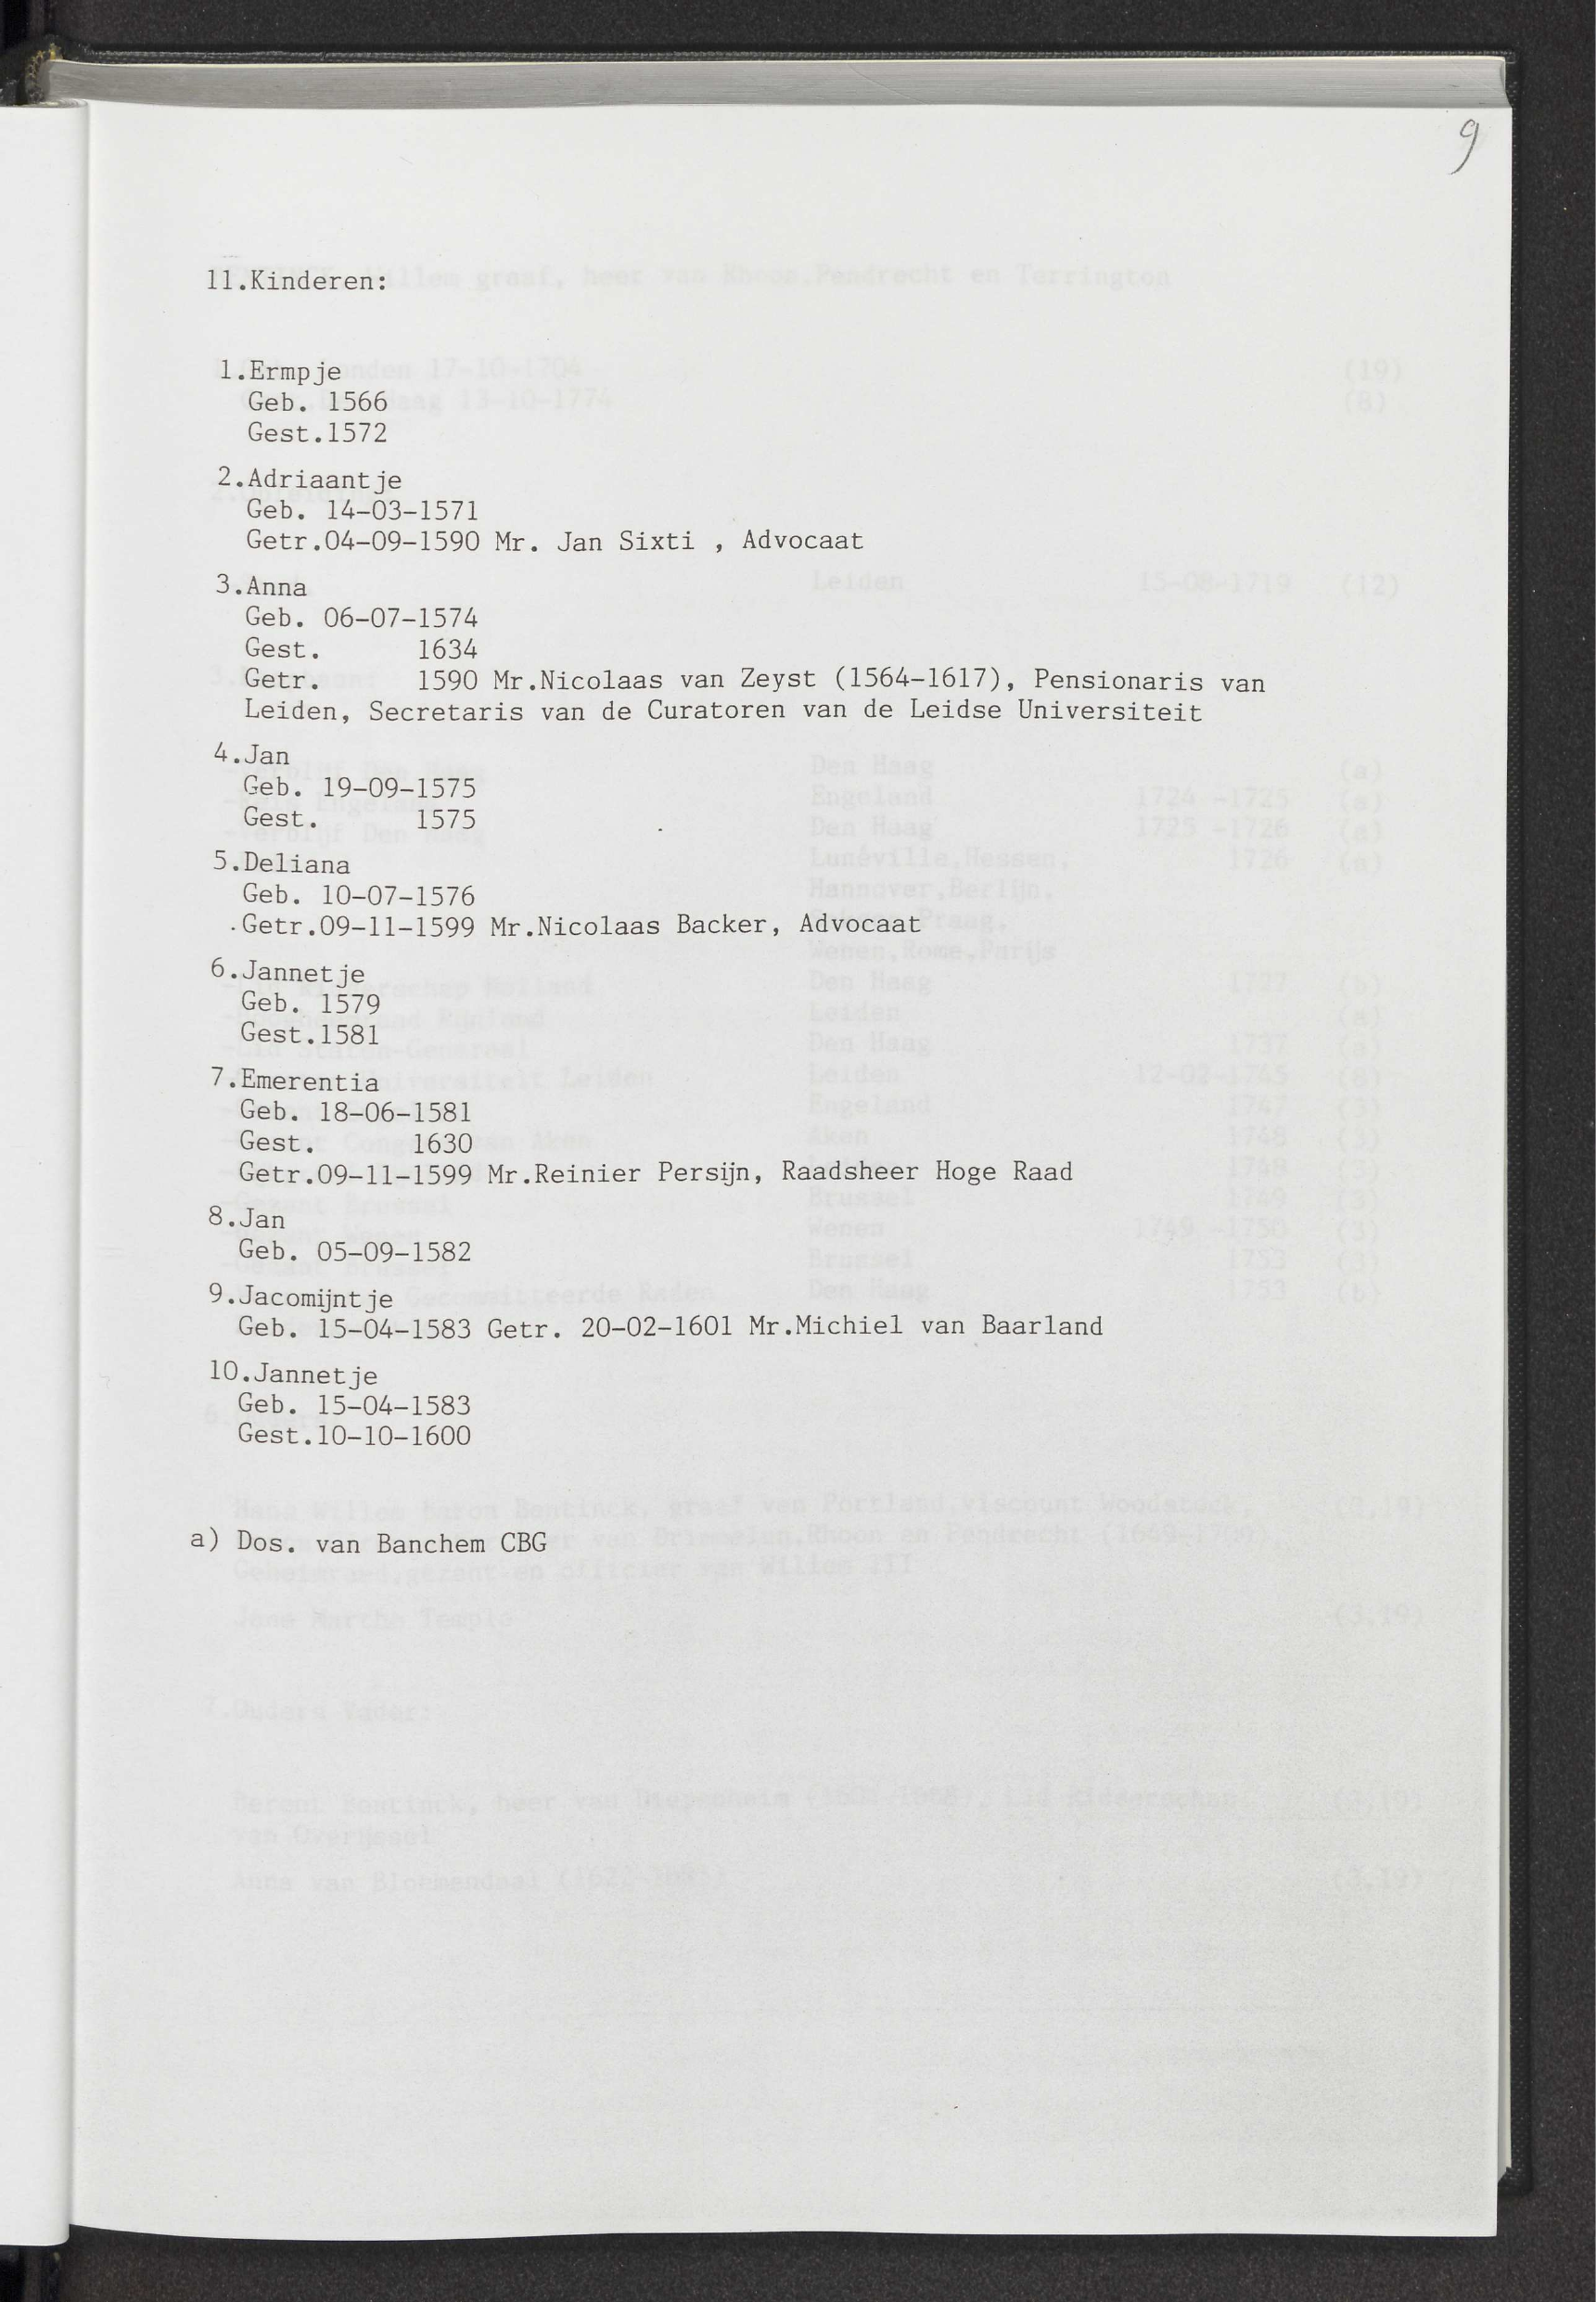 9
11.Kinderen:
1.Ermpje
Geb. 1566
Gest.1572
2.Adriaantje
Geb. 14-03-1571
Getr.04-09-1590 Mr. Jan Sixti , Advocaat
3.Anna
Geb. 06-07-1574
Gest. 1634
Getr. 1590 Mr.Nicolaas van Zeyst (1564-1617), Pensionaris van
Leiden, Secretaris van de Curatoren van de Leidse Universiteit
4.Jan
Geb. 19-09-1575
Gest. 1575
5.Deliana
Geb. 10-07-1576
Getr.09-11-1599 Mr.Nicolaas Backer, Advocaat
6.Jannetje
Geb. 1579
Gest.1581
7.Emerentia
Geb. 18-06-1581
Gest. 1630
Getr.09-11-1599 Mr.Reinier Persijn, Raadsheer Hoge Raad
8.Jan
Geb. 05-09-1582
9.Jacomijntje
Geb. 15-04-1583 Getr. 20-02-1601 Mr.Michiel van Baarland
10.Jannetje
Geb. 15-04-1583
Gest.10-10-1600
a) Dos. van Banchem CBG